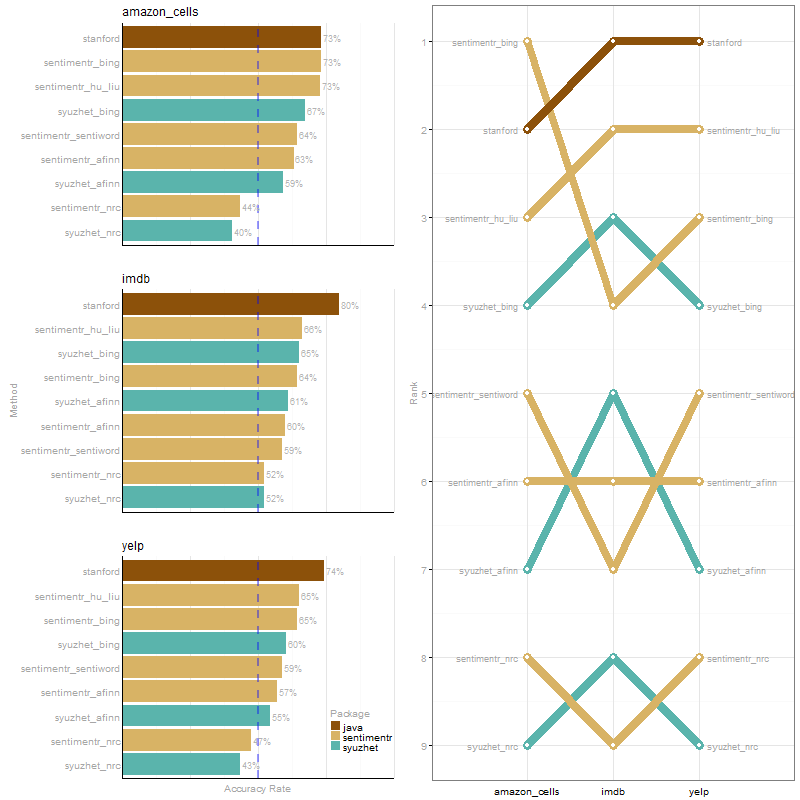 amazon_cells
stanford 73%
sentimentr_bing 73%
sentimentr_hu_liu 73%
syuzhet_bing 67%
sentimentr_sentiword 64%
sentimentr_afinn 63%
syuzhet_afinn 59%
sentimentr_nrc 44%
syuzhet_nrc 40%
imdb
stanford 80%
sentimentr_hu_liu 66%
syuzhet_bing 65%
sentimentr_bing 64%
syuzhet_afinn 61%
sentimentr_afinn 60%
sentimentr_sentiword 59%
sentimentr_nrc 52%
syuzhet_nrc 52%
Method
yelp
stanford 74%
sentimentr_hu_liu 65%
sentimentr_bing 65%
syuzhet_bing 60%
sentimentr_sentiword 59%
sentimentr_afinn 57%
syuzhet_afinn 55%
sentimentr_nrc 47%
syuzhet_nrc 43%
Accuracy Rate
Package
java
sentimentr
syuzhet
Rank
1 sentimentr_bing stanford
2 stanford sentimentr_hu_liu
3 sentimentr_hu_liu sentimentr_bing
4 syuzhet_bing syuzhet_bing
5 sentimentr_sentiword sentimentr_sentiword
6 sentimentr_afinn sentimentr_afinn
7 syuzhet_afinn syuzhet_afinn
8 sentimentr_nrc sentimentr_nrc
9 syuzhet_nrc syuzhet_nrc
amazon_cells imdb yelp